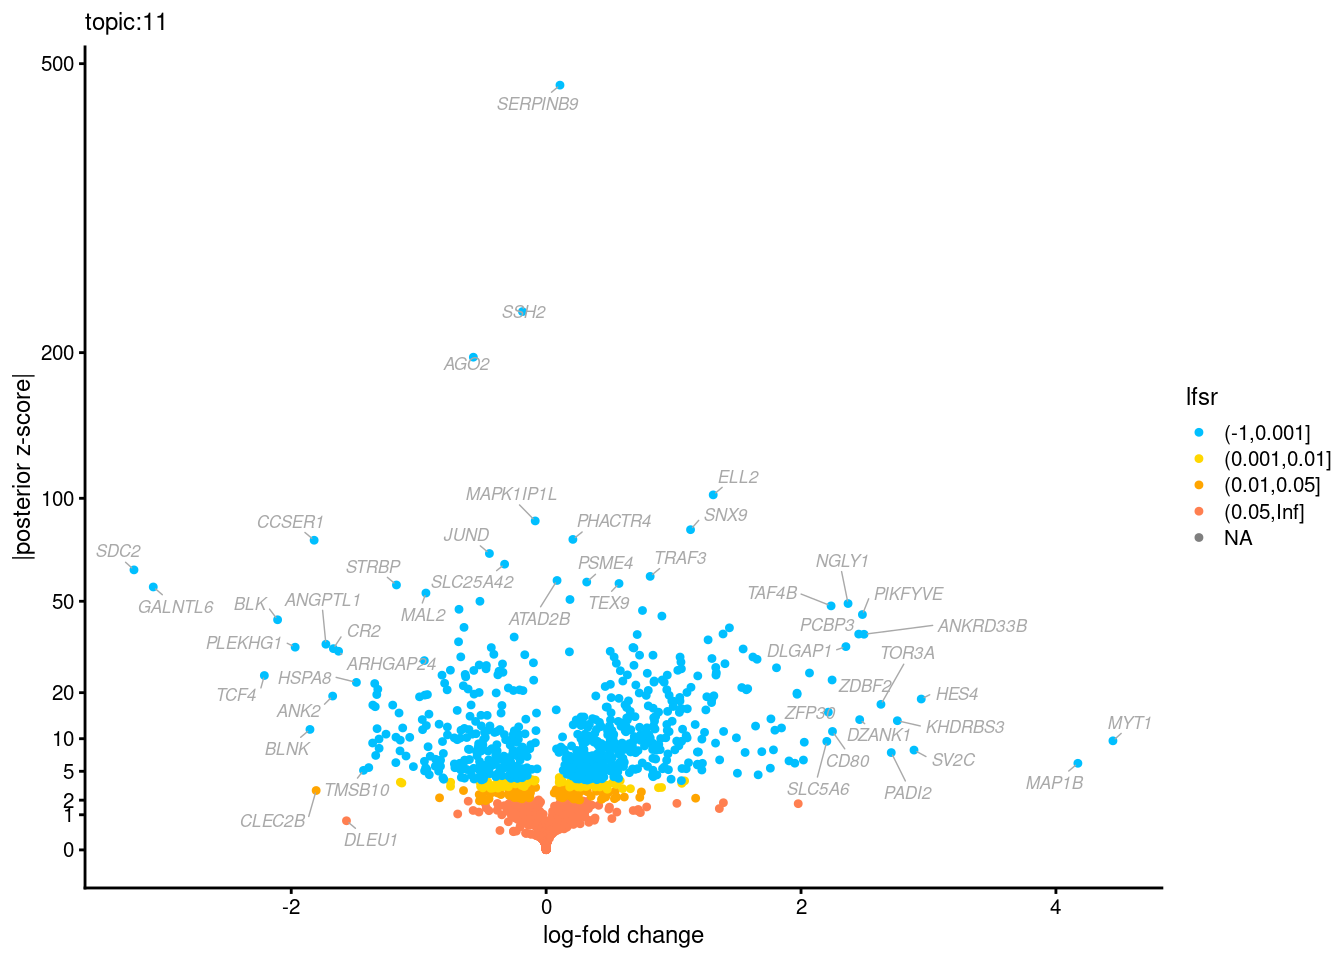 topic:11
500
SERPINB9
SSH2
200
AGO2
ELL2
MAPK1IP1L
100
SNX9
CCSER1
PHACTR4
JUND
SDC2
TRAF3
NGLY1
PSME4
STRBP
SLC25A42
TAF4B
PIKFYVE
ANGPTL1
TEX9
50
BLK
GALNTL6
MAL2
ATAD2B
PCBP3
ANKRD33B
CR2
PLEKHG1
DLGAP1
TOR3A
ARHGAP24
HSPA8
ZDBF2
20
TCF4
HES4
ANK2
ZFP30
KHDRBS3
MYT1
10
DZANK1
BLNK
CD80
SV2C
5
TMSB10
SLC5A6
PADI2
MAP1B
2
1
CLEC2B
DLEU1
0
-2
0
2
4
log-fold change
|posterior z-score|
lfsr
(-1,0.001]
(0.001,0.01]
(0.01,0.05]
(0.05,Inf]
NA